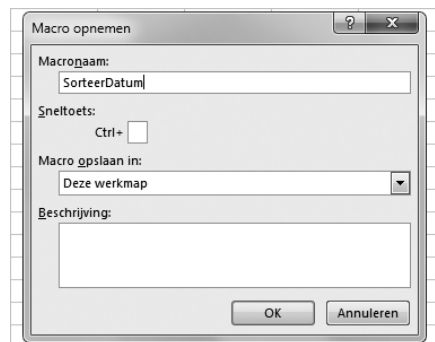 Macro opnemen
Macronaam:
SorteerDatum
Sneltoets:
Ctrl+
Macro opslaan in:
Deze werkmap
Beschrijving:
OK Annuleren